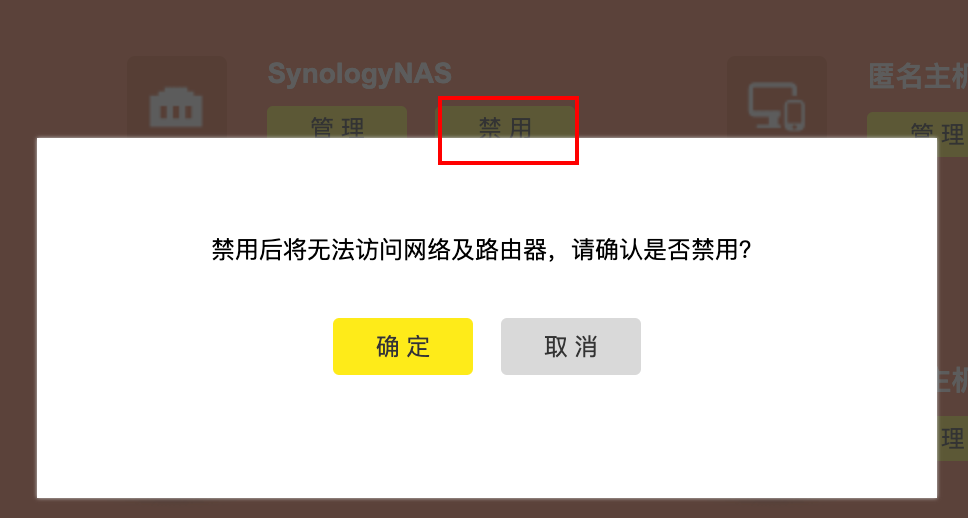 SynologyNAS
匿名主机
管 理
禁 用
管 理
禁用后将无法访问网络及路由器，请确认是否禁用？
确 定
取 消
主机
理